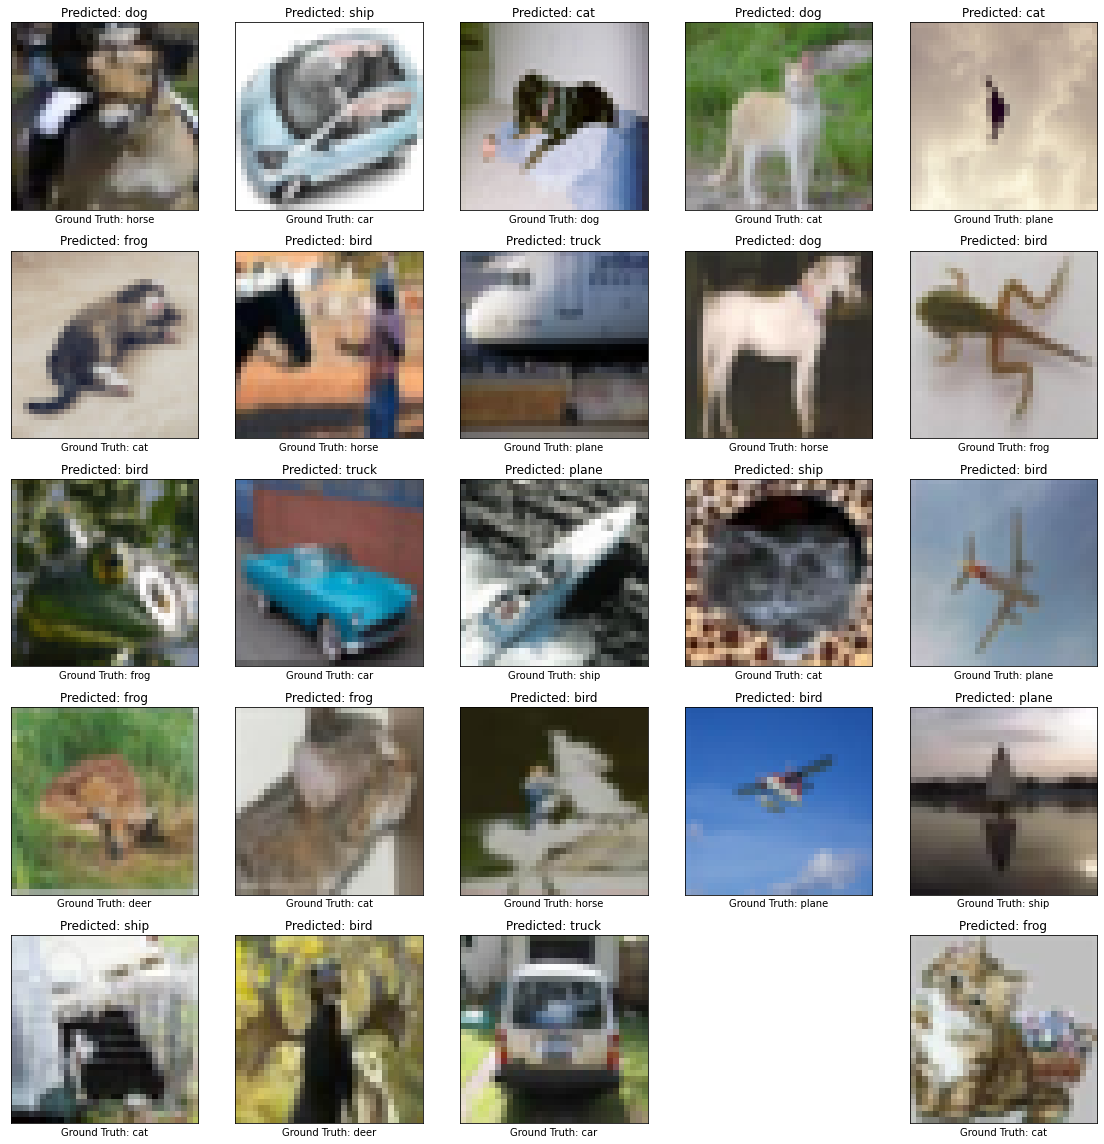 Predicted: dog
Predicted: ship
Predicted: cat
Predicted: dog
Predicted: cat
Ground Truth: horse
Ground Truth: car
Ground Truth: dog
Ground Truth: cat
Ground Truth: plane
Predicted: frog
Predicted: bird
Predicted: truck
Predicted: dog
Predicted: bird
Ground Truth: cat
Ground Truth: horse
Ground Truth: plane
Ground Truth: horse
Ground Truth: frog
Predicted: bird
Predicted: truck
Predicted: plane
Predicted: ship
Predicted: bird
Ground Truth: frog
Ground Truth: car
Ground Truth: ship
Ground Truth: cat
Ground Truth: plane
Predicted: frog
Predicted: frog
Predicted: bird
Predicted: bird
Predicted: plane
Ground Truth: deer
Ground Truth: cat
Ground Truth: horse
Ground Truth: plane
Ground Truth: ship
Predicted: ship
Predicted: bird
Predicted: truck
Predicted: frog
Ground Truth: cat
Ground Truth: deer
Ground Truth: car
Ground Truth: cat